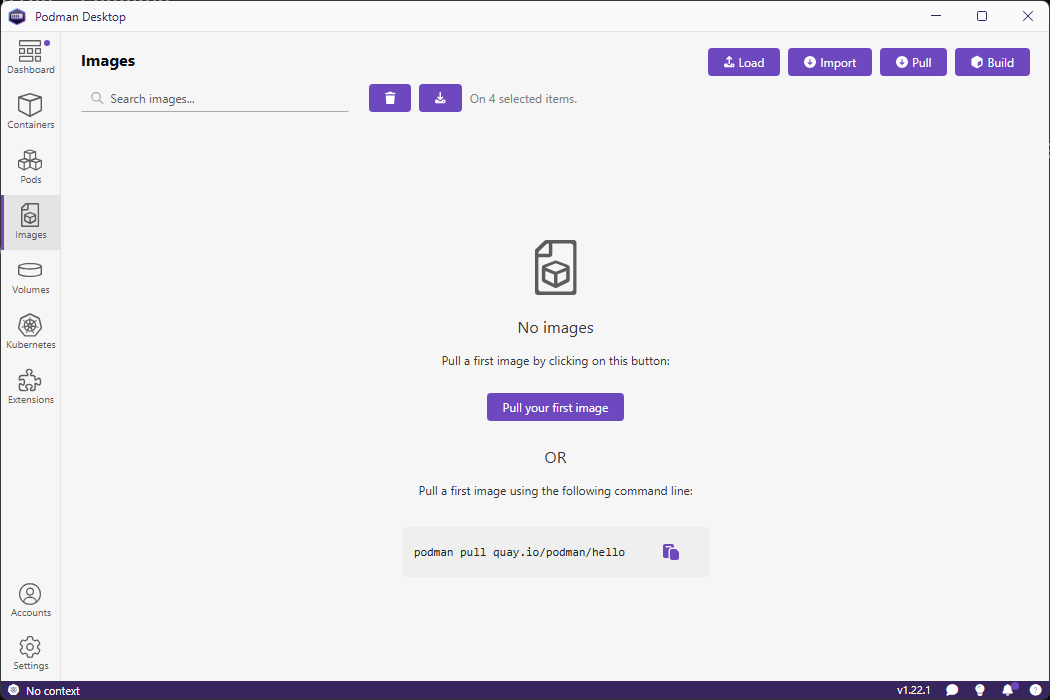 Podman Desktop
Dashboard
Containers
Pods
Images
Volumes
Kubernetes
Extensions
Accounts
Settings
Images
Load
Import
Pull
Build
Search images...
On 4 selected items.
No images
Pull a first image by clicking on this button:
Pull your first image
OR
Pull a first image using the following command line:
podman pull quay.io/podman/hello
No context
v1.22.1